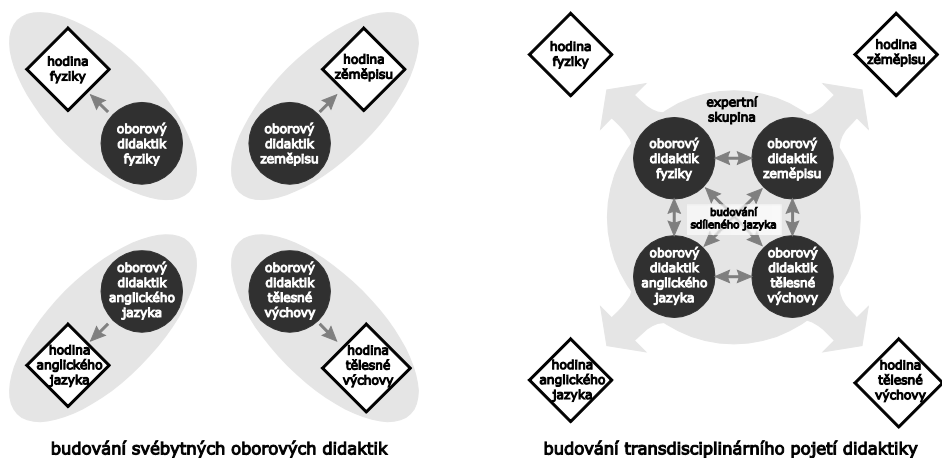 hodina
fyziky
oborový
didaktik
fyziky
hodina
zěměpisu
oborový
didaktik
zeměpisu
oborový
didaktik
anglického
jazyka
hodina
anglického
jazyka
oborový
didaktik
tělesné
výchovy
hodina
tělesné
výchovy
budování svébytných oborových didaktik
hodina
fyziky
hodina
zěměpisu
expertní
skupina
oborový
didaktik
fyziky
oborový
didaktik
zeměpisu
budování
sdíleného jazyka
oborový
didaktik
anglického
jazyka
oborový
didaktik
tělesné
výchovy
hodina
anglického
jazyka
hodina
tělesné
výchovy
budování transdisciplinárního pojetí didaktiky